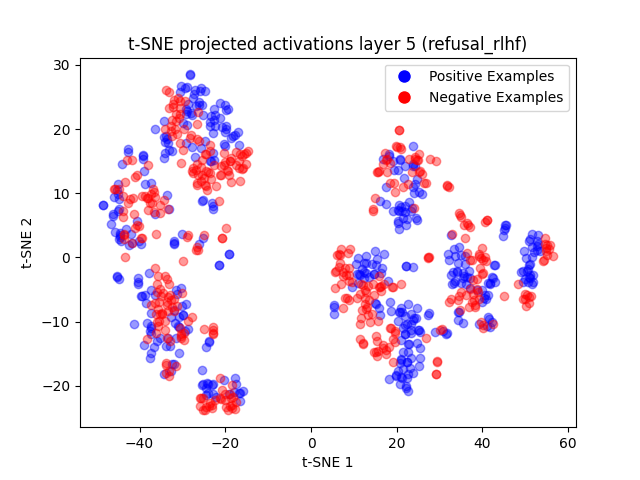 t-SNE projected activations layer 5 (refusal_rlhf)
Positive Examples
Negative Examples
30
20
10
0
−10
−20
t-SNE 2
−40
−20
0
20
40
60
t-SNE 1